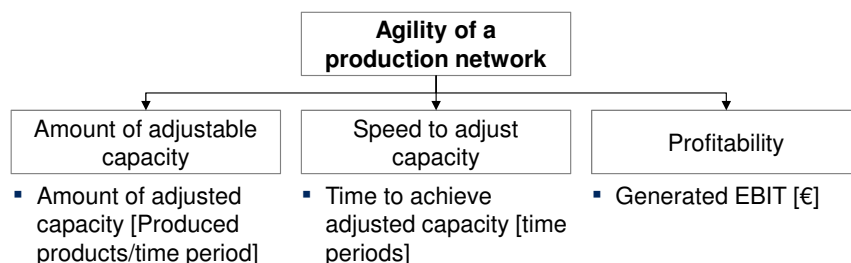 Agility of a
production network
Amount of adjustable
capacity
Speed to adjust
capacity
Profitability
▪ Amount of adjusted
capacity [Produced
products/time period]
▪ Time to achieve
adjusted capacity [time
periods]
▪ Generated EBIT [€]